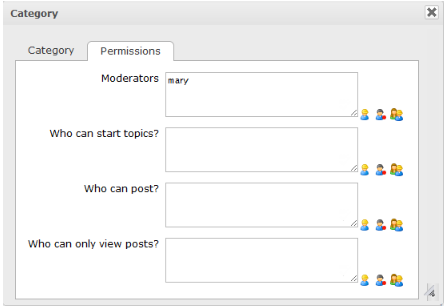 Category
Category
Permissions
Moderators
mary
Who can start topics?
Who can post?
Who can only view posts?